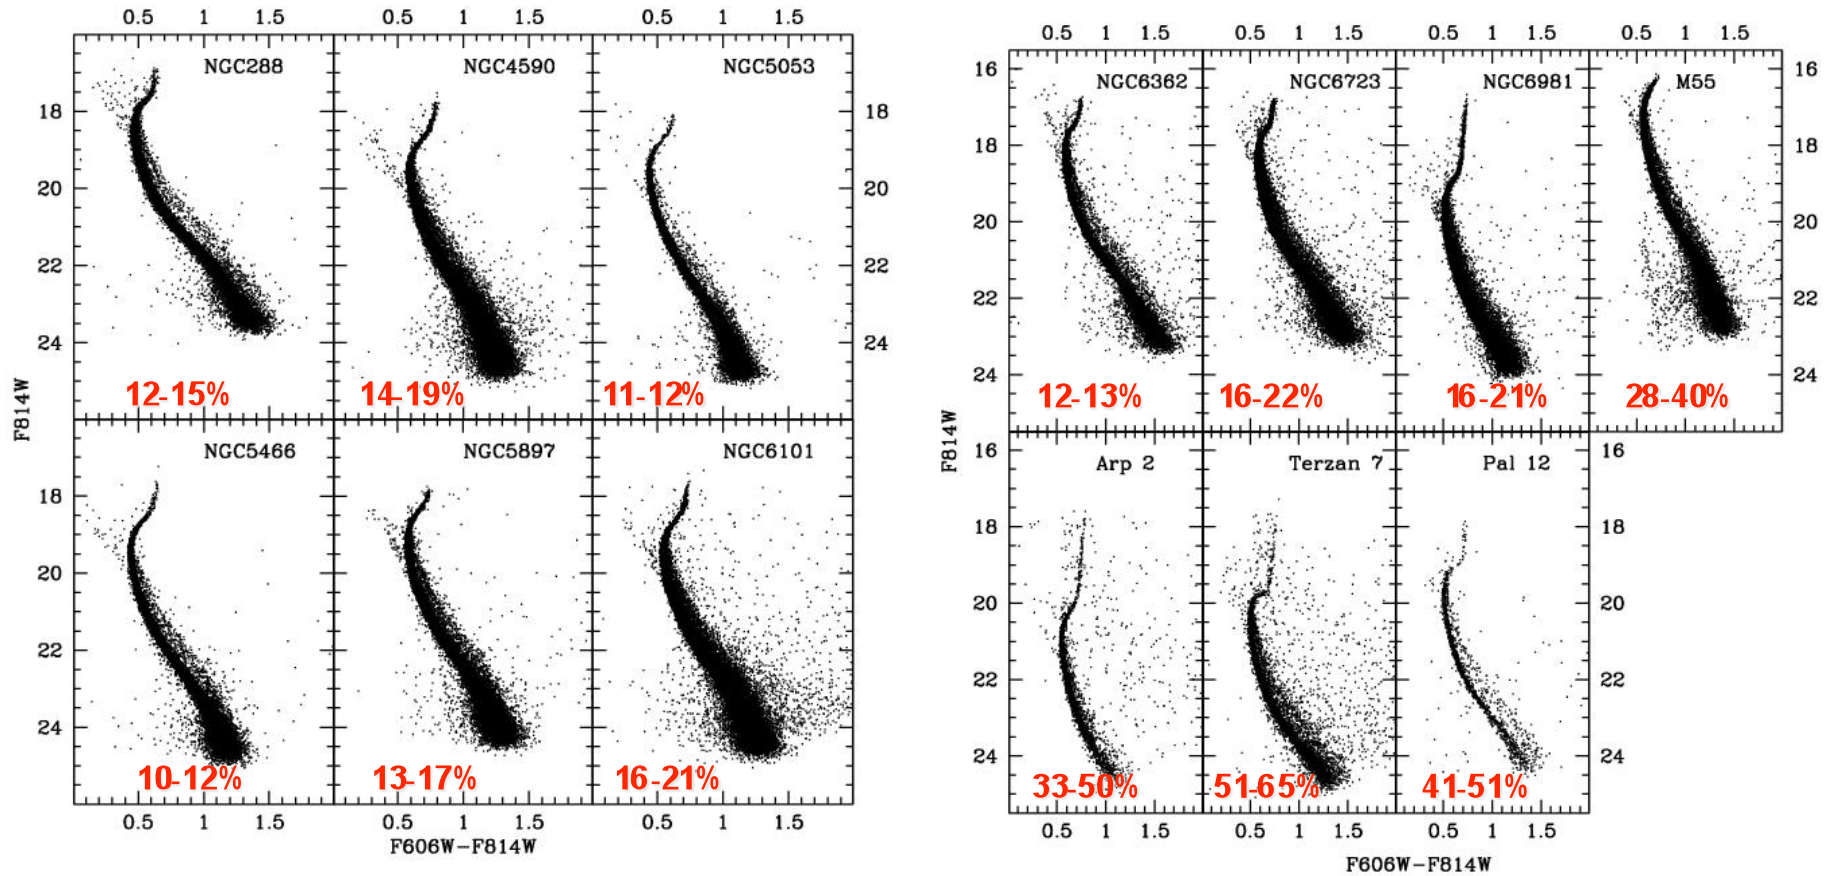 0.5 1 1.5 0.5 1 1.5 0.5 1 1.5
NGC288 NGC4590 NGC5053
18 18
20 20
22 22
24 24
12-15% 14-19% 11-12%
F814W
NGC5466 NGC5897 NGC6101
18 18
20 20
22 22
24 24
10-12% 13-17% 16-21%
0.5 1 1.5 0.5 1 1.5 0.5 1 1.5
F606W-F814W
0.5 1 1.5 0.5 1 1.5 0.5 1 1.5 0.5 1 1.5
16 16
NGC6362 NGC6723 NGC6981 M55
18 18
20 20
22 22
24 24
12-13% 16-22% 16-21% 28-40%
F814W
16 16
Arp 2 Terzan 7 Pal 12
18 18
20 20
22 22
24 24
33-50% 51-65% 41-51%
0.5 1 1.5 0.5 1 1.5 0.5 1 1.5
F606W-F814W